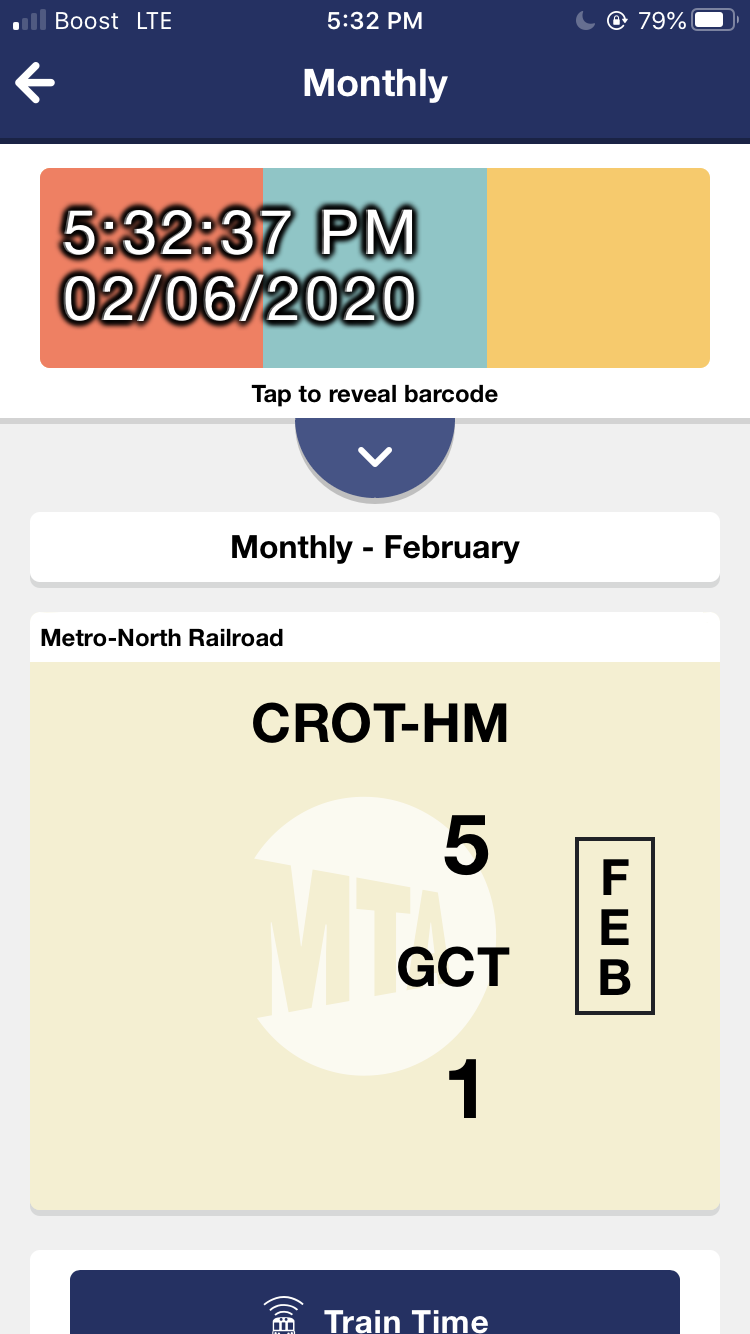 Boost LTE 5:32 PM 79%
Monthly
5:32:37 PM
02/06/2020
Tap to reveal barcode
Monthly - February
Metro-North Railroad
CROT-HM
5
MTA
GCT
1
F
E
B
Train Time